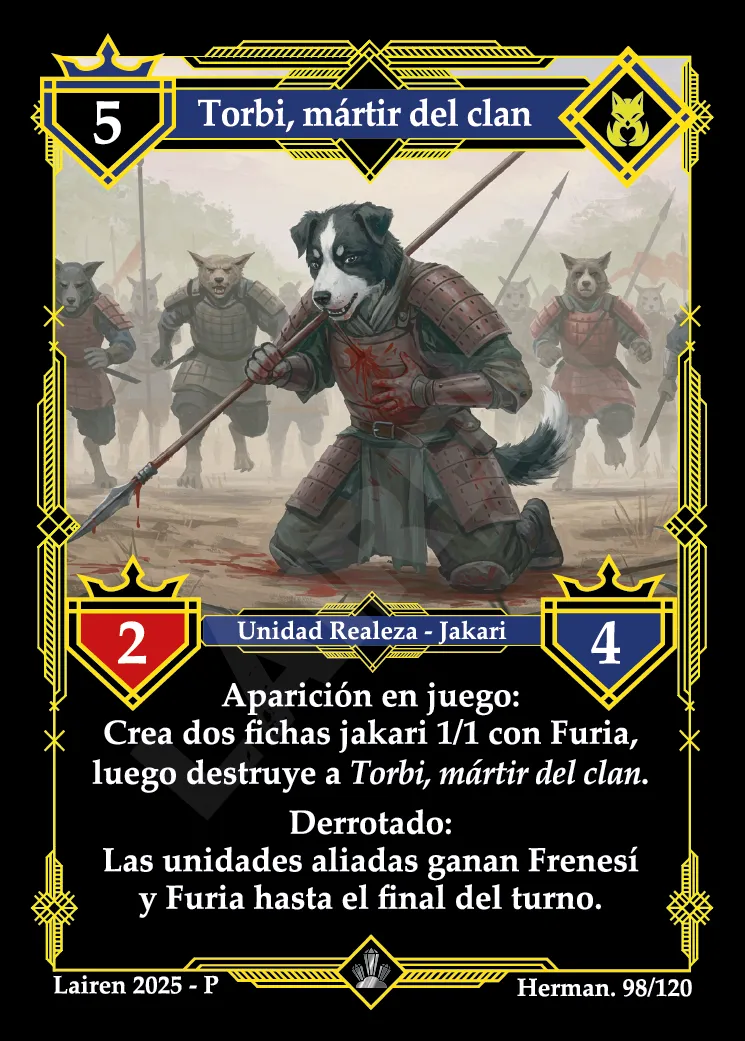 5
Torbi, mártir del clan
2
Unidad Realeza - Jakari
4
Aparición en juego:
Crea dos fichas jakari 1/1 con Furia,
luego destruye a Torbi, mártir del clan.
Derrotado:
Las unidades aliadas ganan Frenesí
y Furia hasta el final del turno.
Lairen 2025 - P
Herman. 98/120